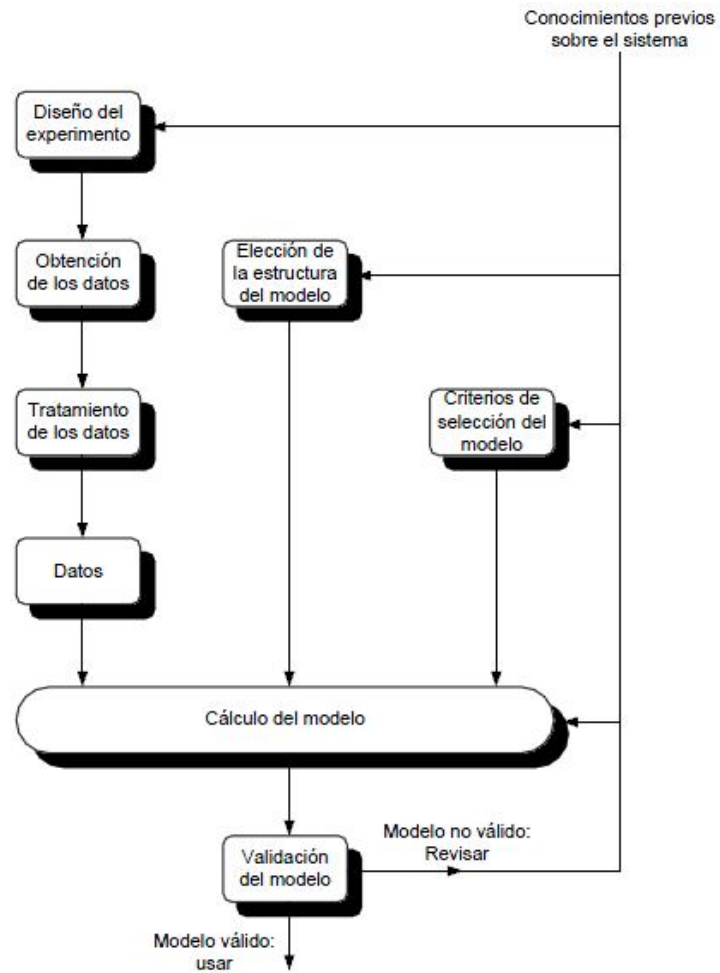 Conocimientos previos
sobre el sistema
Diseño del
experimento
Obtención
de los datos
Elección de
la estructura
del modelo
Tratamiento
de los datos
Criterios de
selección del
modelo
Datos
Cálculo del modelo
Validación
del modelo
Modelo no válido:
Revisar
Modelo válido:
usar